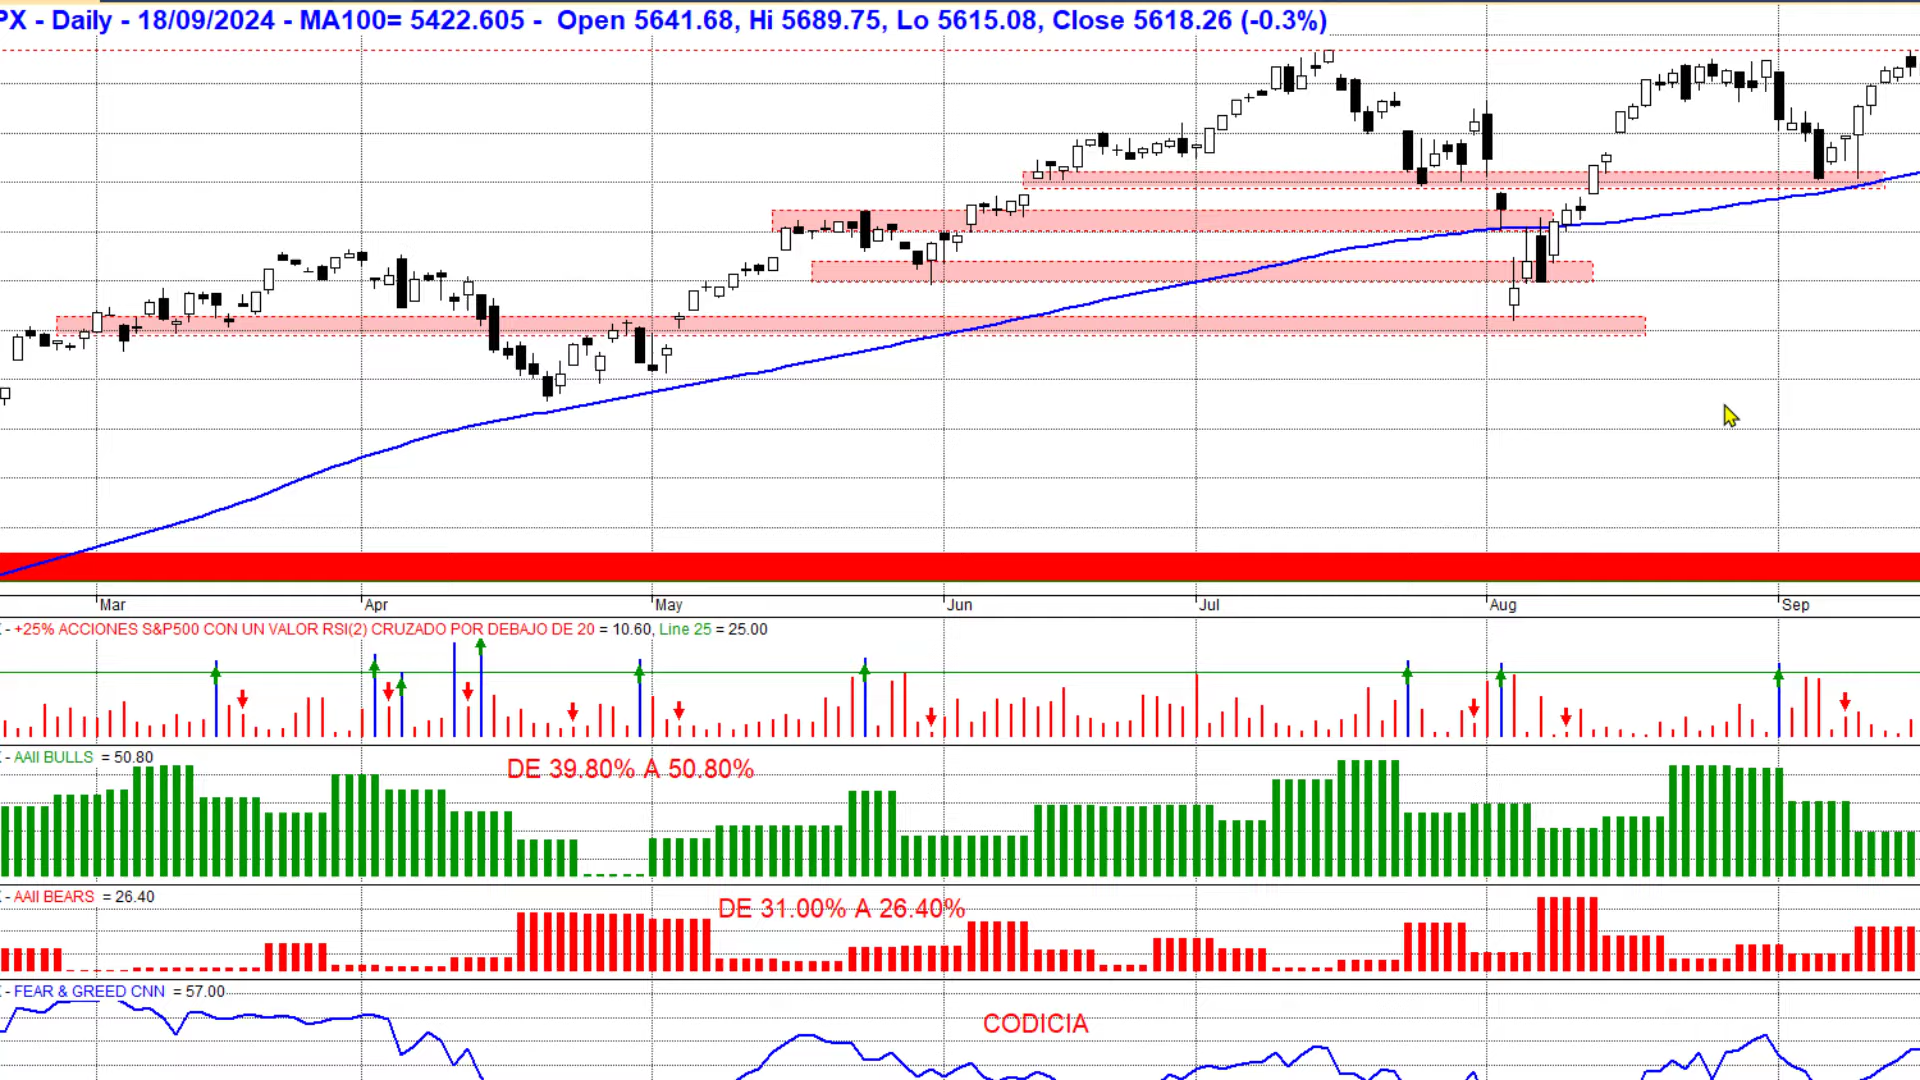 PX - Daily - 18/09/2024 - MA100= 5422.605 - Open 5641.68, Hi 5689.75, Lo 5615.08, Close 5618.26 (-0.3%)
Mar Apr May Jun Jul Aug Sep
- +25% ACCIONES S&P500 CON UN VALOR RSI(2) CRUZADO POR DEBAJO DE 20 = 10.60, Line 25 = 25.00
- AAII BULLS = 50.80
DE 39.80% A 50.80%
- AAII BEARS = 26.40
DE 31.00% A 26.40%
- FEAR & GREED CNN = 57.00
CODICIA